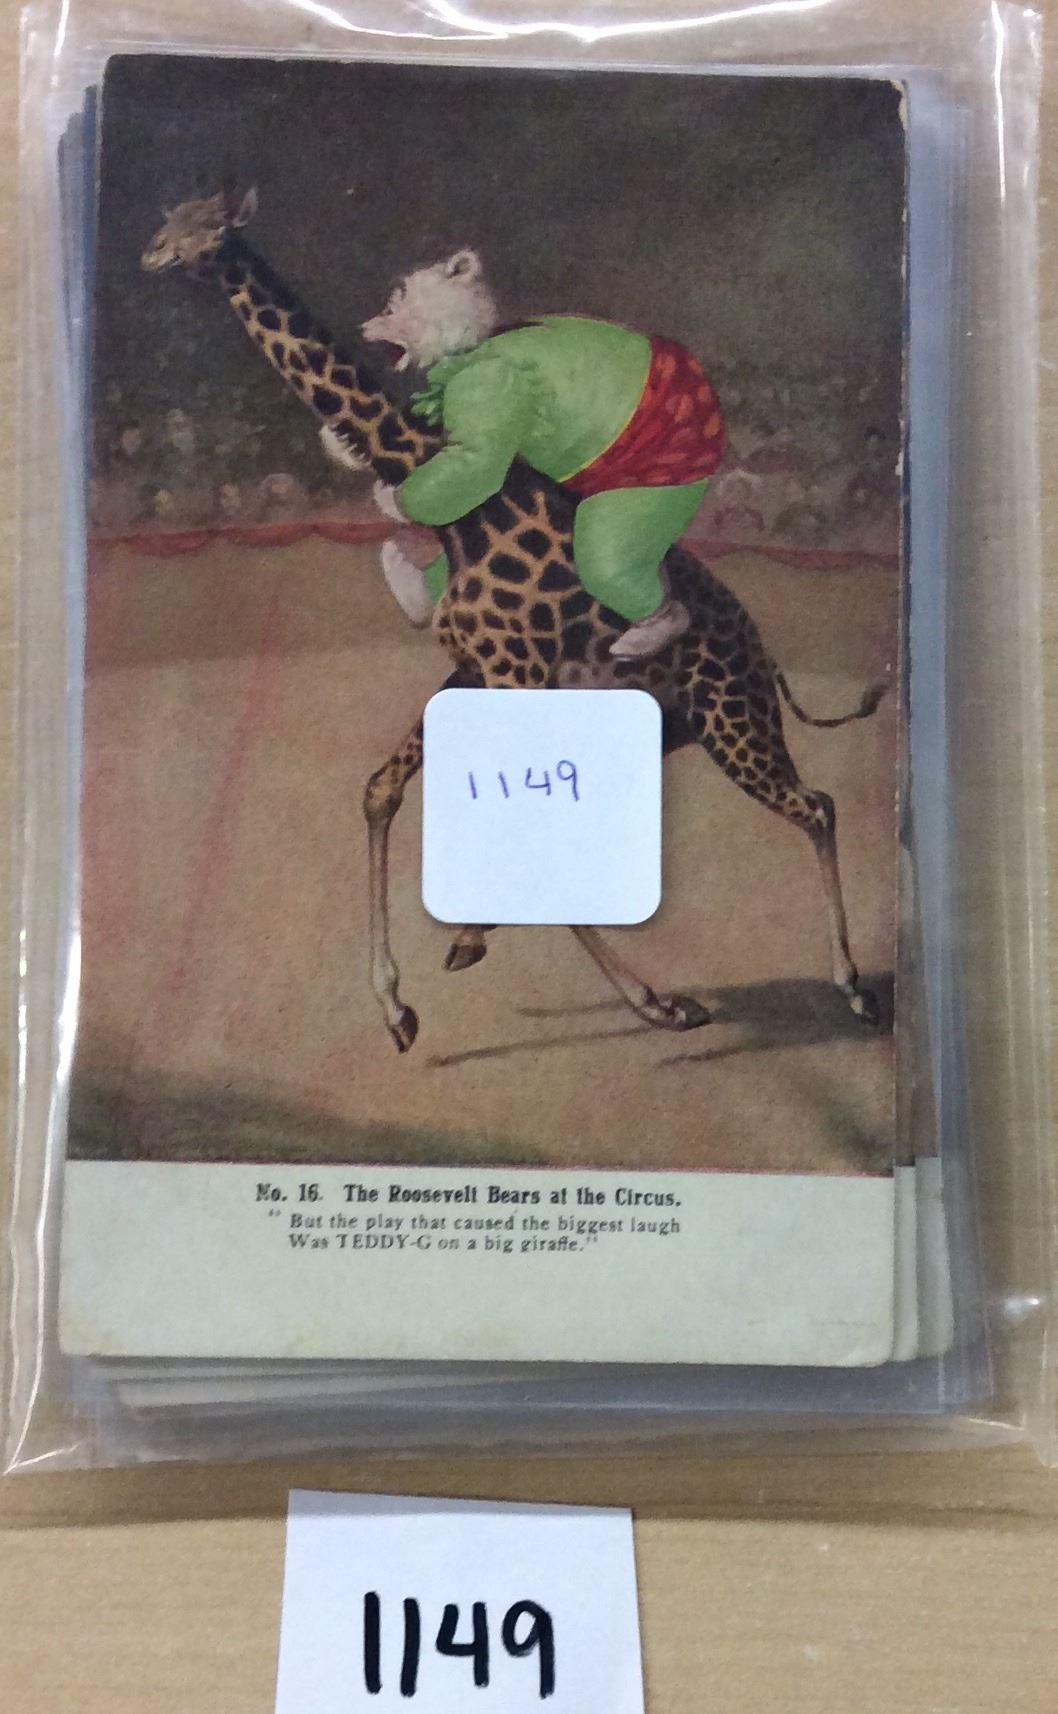 1149
No. 16. The Roosevelt Bears at the Circus.
"But the play that caused the biggest laugh
Was TEDDY-G on a big giraffe."
1149